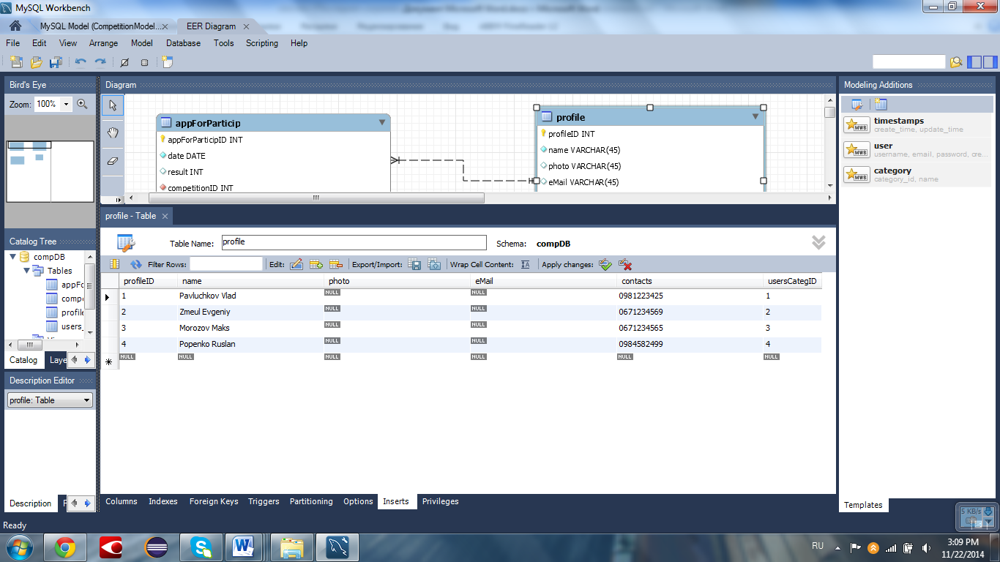 MySQL Workbench
MySQL Model (CompetitionModel...
EER Diagram
File Edit View Arrange Model Database Tools Scripting Help
Bird's Eye
Zoom: 100%
Diagram
appForParticip
appForParticipID INT
date DATE
result INT
competitionID INT
profile
profileID INT
name VARCHAR(45)
photo VARCHAR(45)
eMail VARCHAR(45)
Modeling Additions
MWB timestamps
create_time, update_time
MWB user
username, email, password, cre...
MWB category
category_id, name
Templates
Catalog Tree
compDB
Tables
appFo
compe
profile
users_
Catalog Laye
Description Editor
profile: Table
Description
profile - Table
Table Name: profile Schema: compDB
Filter Rows: Edit: Export/Import: Wrap Cell Content: Apply changes:
profileID name photo eMail contacts usersCategID
1 Pavluchkov Vlad NULL NULL 0981223425 1
2 Zmeul Evgeniy NULL NULL 0671234569 2
3 Morozov Maks NULL NULL 0671234565 3
4 Popenko Ruslan NULL NULL 0984582499 4
NULL NULL NULL NULL NULL NULL
Columns Indexes Foreign Keys Triggers Partitioning Options Inserts Privileges
Ready
5 KB/s
RU
3:09 PM
11/22/2014